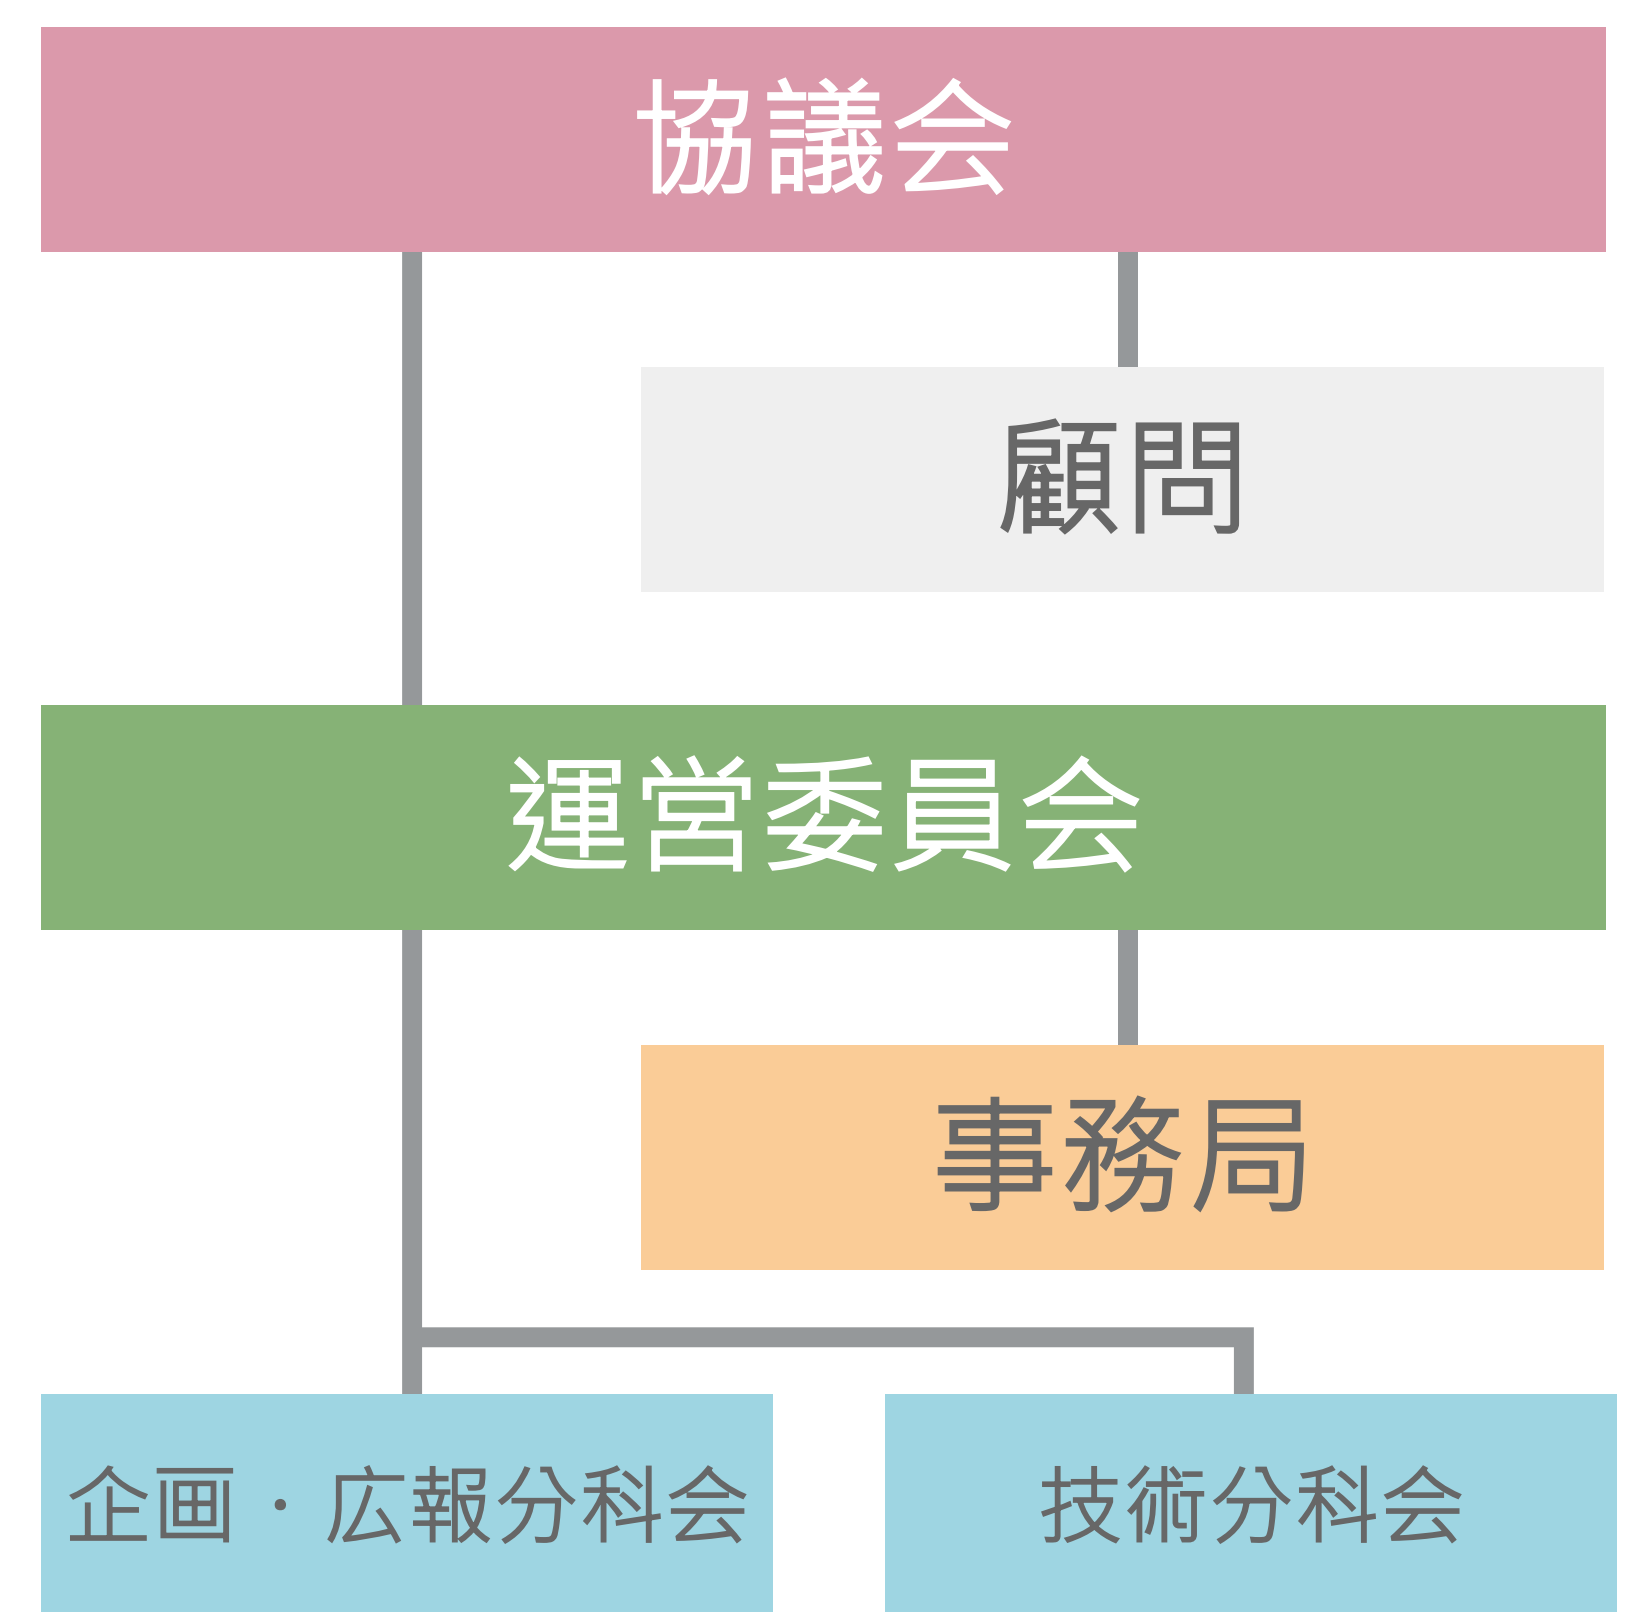 協議会
顧問
運営委員会
事務局
企画・広報分科会
技術分科会